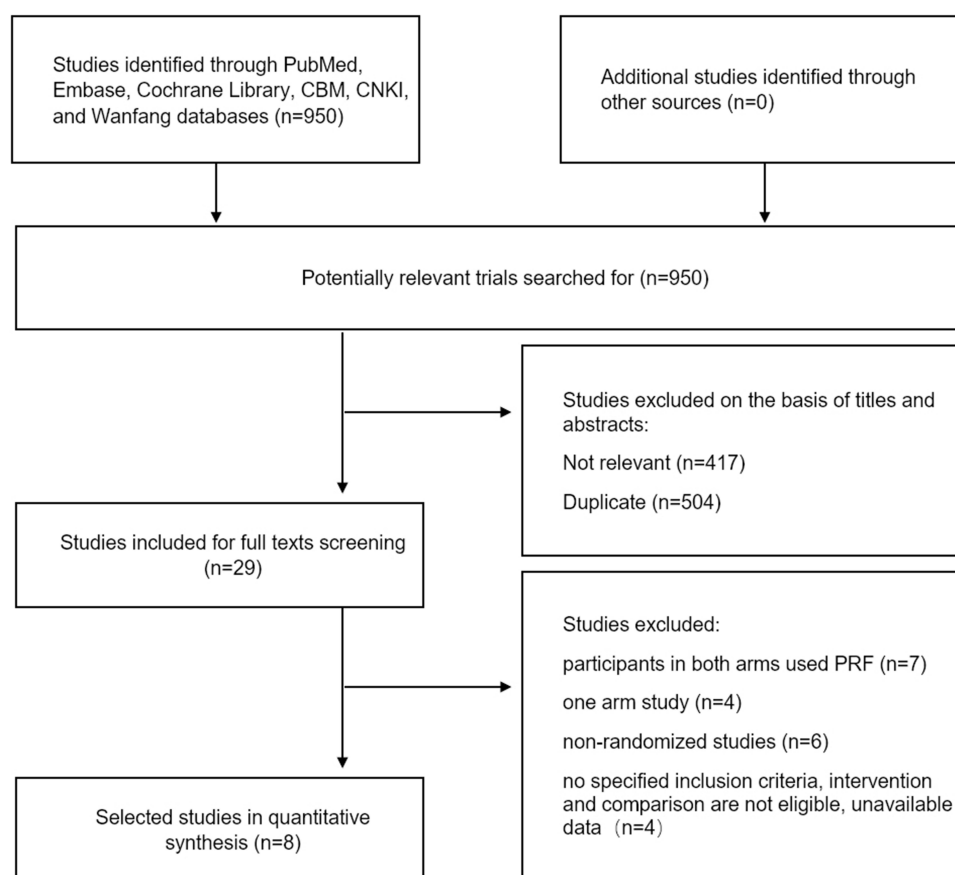 Studies identified through PubMed,
Embase, Cochrane Library, CBM, CNKI,
and Wanfang databases (n=950)
Additional studies identified through
other sources (n=0)
Potentially relevant trials searched for (n=950)
Studies excluded on the basis of titles and
abstracts:
Not relevant (n=417)
Duplicate (n=504)
Studies included for full texts screening
(n=29)
Studies excluded:
participants in both arms used PRF (n=7)
one arm study (n=4)
non-randomized studies (n=6)
no specified inclusion criteria, intervention
and comparison are not eligible, unavailable
data（n=4）
Selected studies in quantitative
synthesis (n=8)